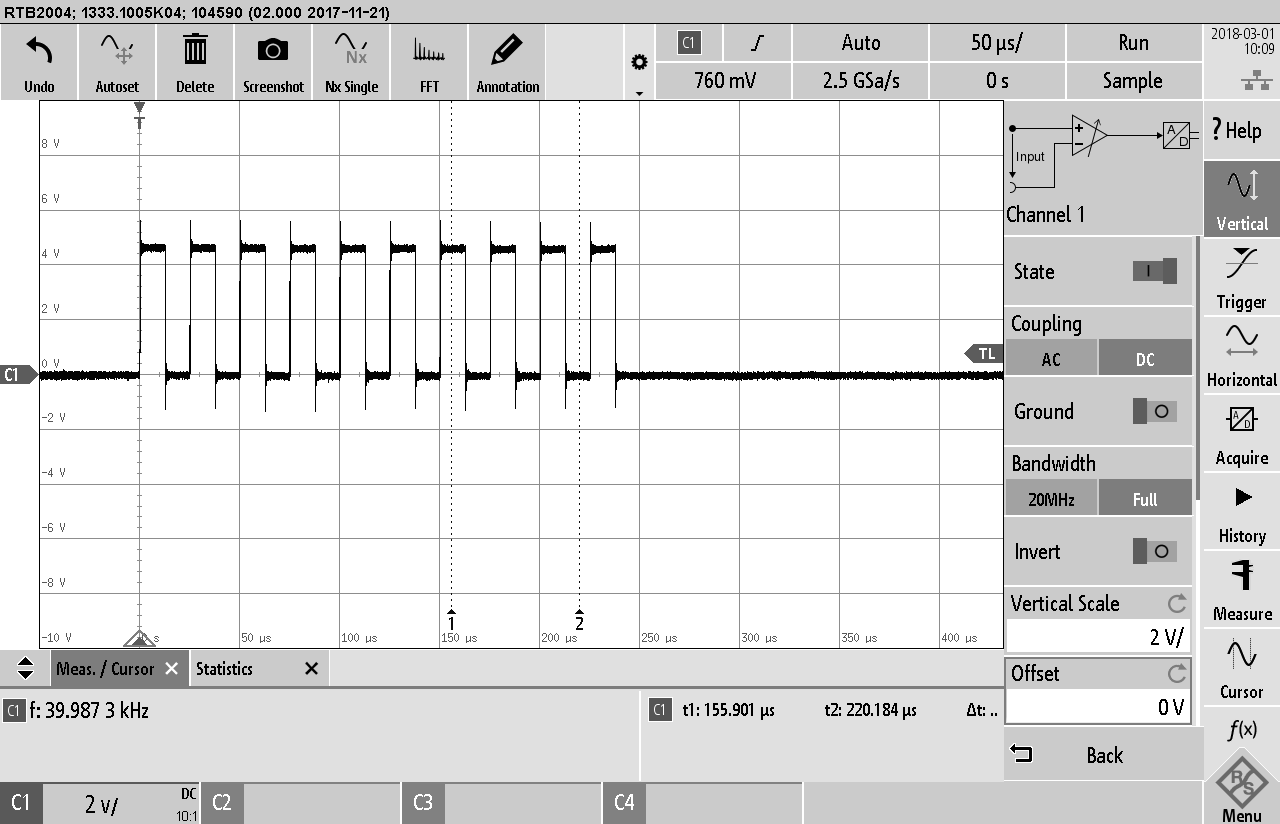 RTB2004; 1333.1005K04; 104590 (02.000 2017-11-21)
Undo
Autoset
Delete
Screenshot
Nx
Nx Single
FFT
Annotation
C1
Auto
50 µs/
Run
760 mV
2.5 GSa/s
0 s
Sample
2018-03-01
10:09
8 V
6 V
4 V
2 V
0 V
-2 V
-4 V
-6 V
-8 V
-10 V
T
C1
TL
1
2
s
50 µs
100 µs
150 µs
200 µs
250 µs
300 µs
350 µs
400 µs
Input
A
D
Channel 1
State
Coupling
AC
DC
Ground
Bandwidth
20MHz
Full
Invert
Vertical Scale
2 V/
Offset
0 V
Back
? Help
Vertical
Trigger
Horizontal
A
D
Acquire
History
Measure
Cursor
f(x)
R
S
Menu
Meas. / Cursor
Statistics
C1 f: 39.987 3 kHz
C1 t1: 155.901 µs t2: 220.184 µs Δt: ..
C1
2 v/
DC
10:1
C2
C3
C4